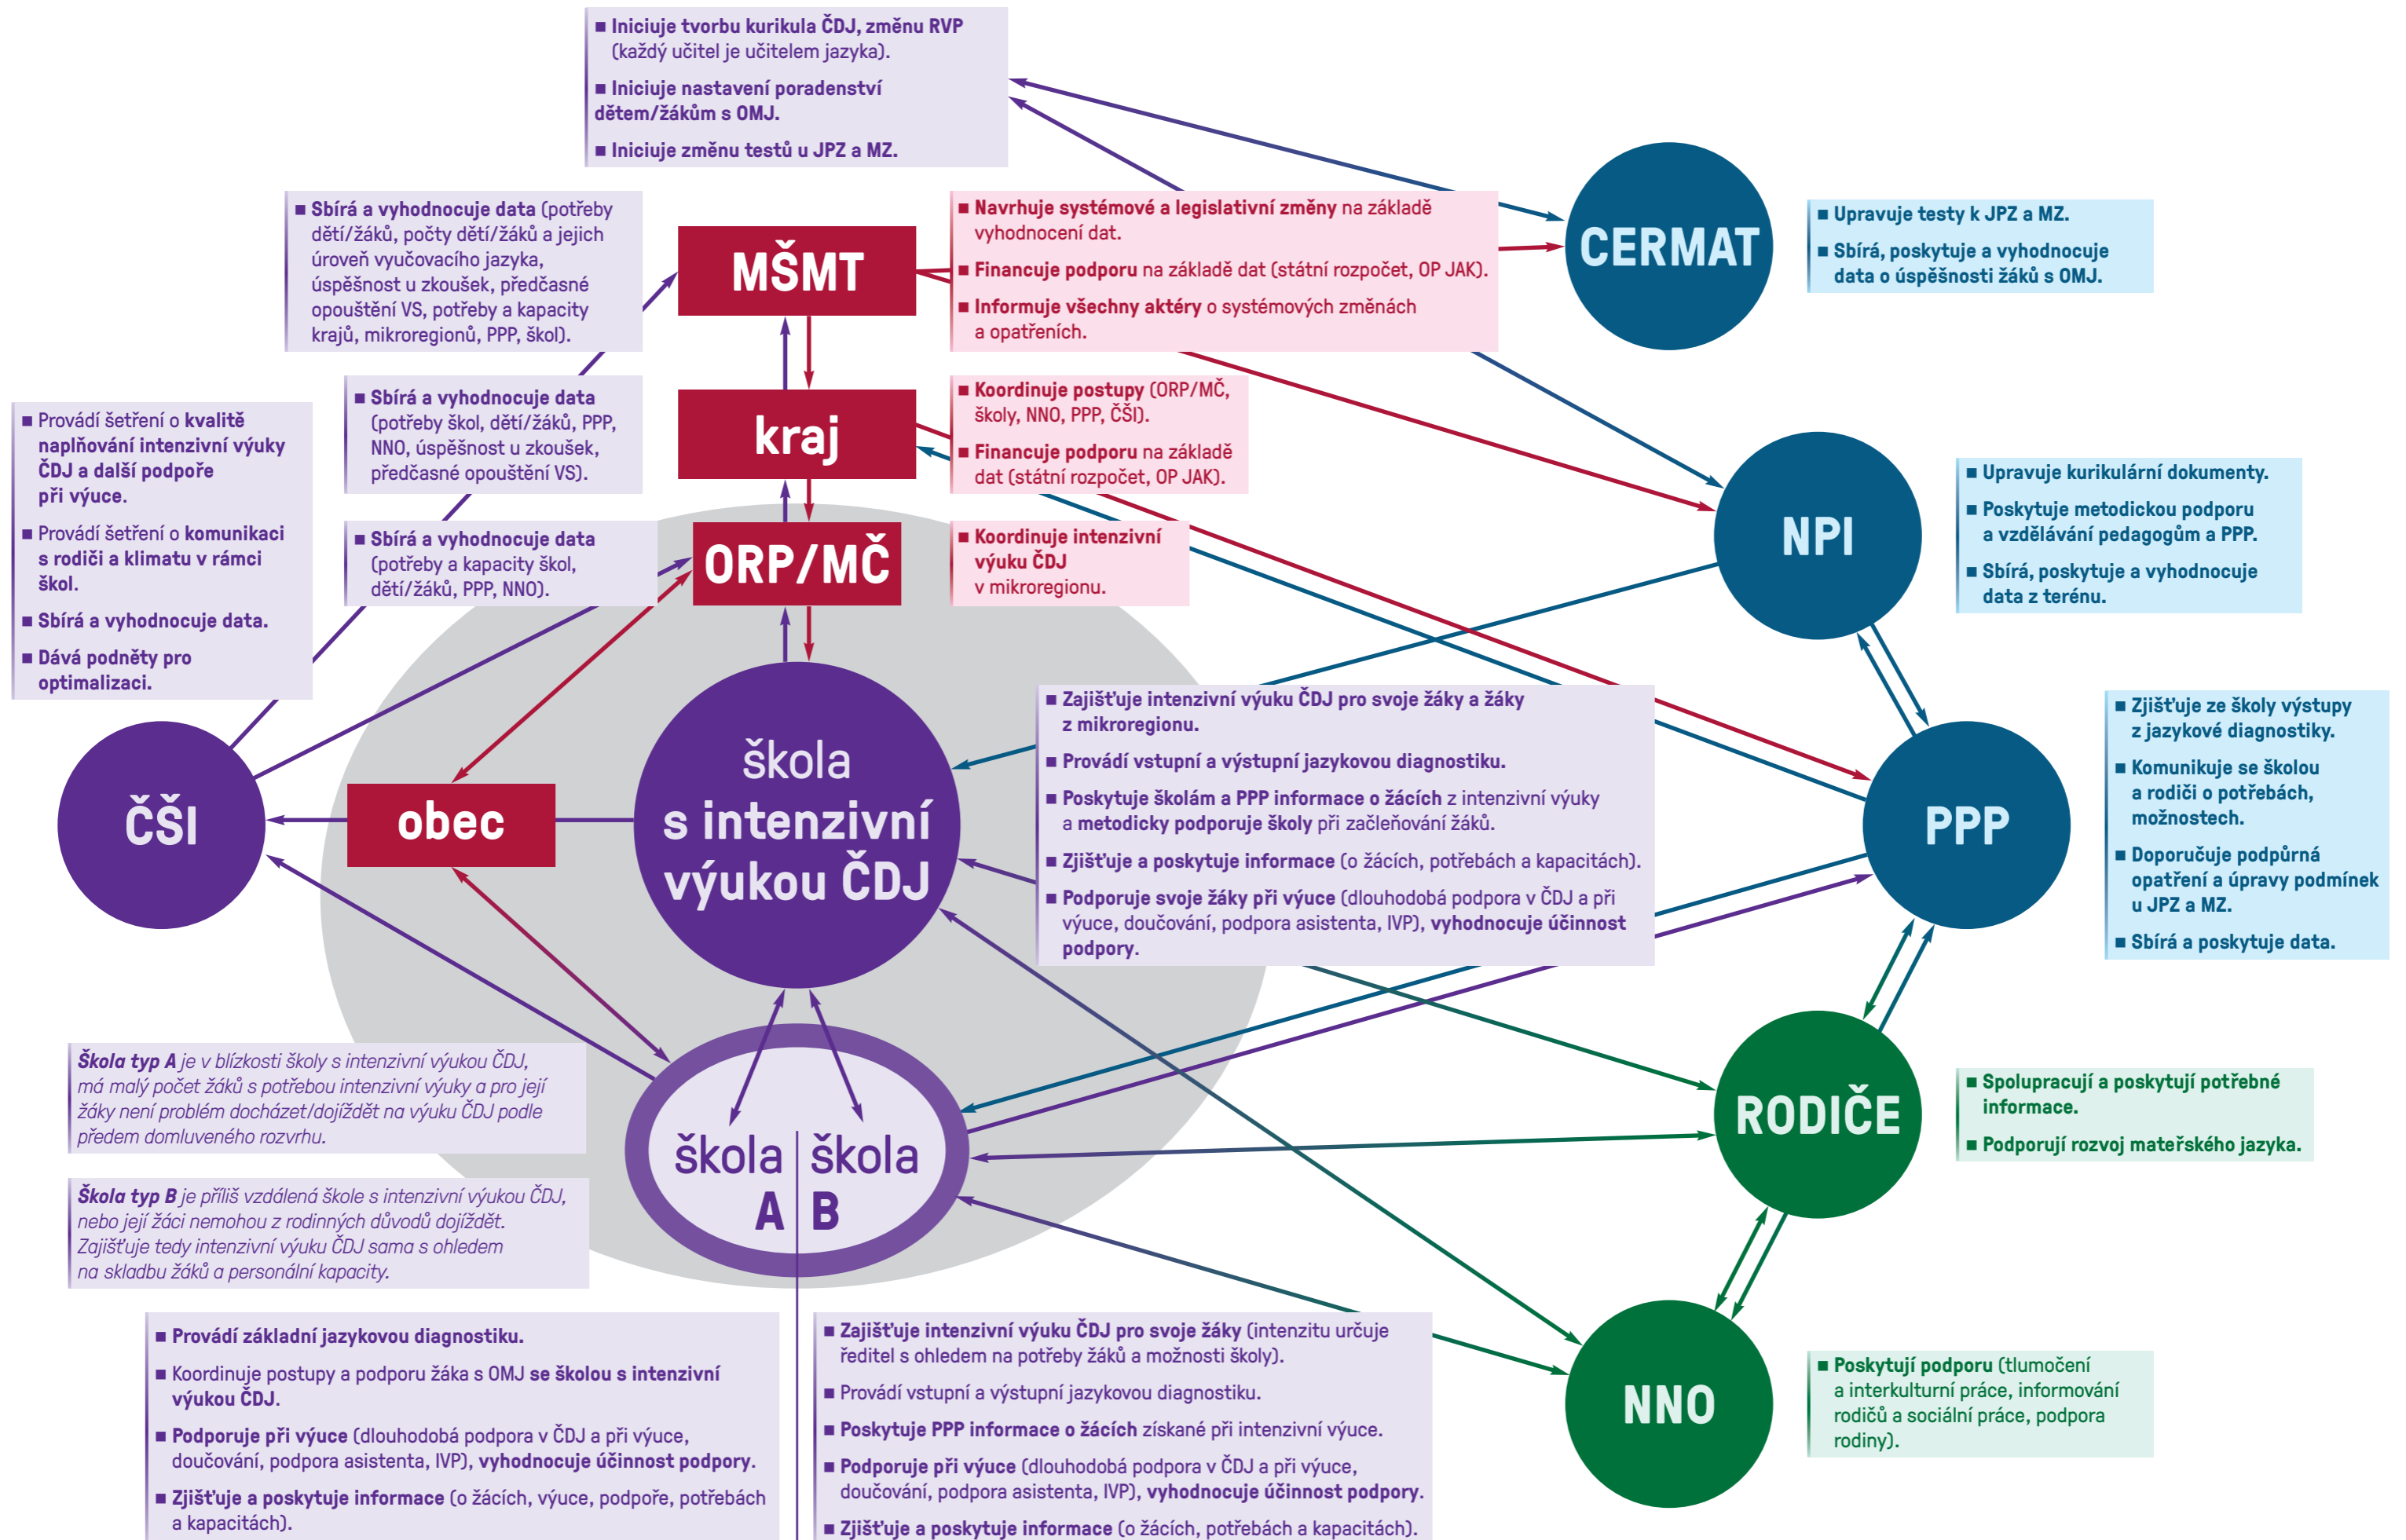 ■ Iniciuje tvorbu kurikula ČDJ, změnu RVP
(každý učitel je učitelem jazyka).
■ Iniciuje nastavení poradenství
dětem/žákům s OMJ.
■ Iniciuje změnu testů u JPZ a MZ.
■ Sbírá a vyhodnocuje data (potřeby
dětí/žáků, počty dětí/žáků a jejich
úroveň vyučovacího jazyka,
úspěšnost u zkoušek, předčasné
opouštění VS, potřeby a kapacity
krajů, mikroregionů, PPP, škol).
MŠMT
■ Navrhuje systémové a legislativní změny na základě
vyhodnocení dat.
■ Financuje podporu na základě dat (státní rozpočet, OP JAK).
■ Informuje všechny aktéry o systémových změnách
a opatřeních.
CERMAT
■ Upravuje testy k JPZ a MZ.
■ Sbírá, poskytuje a vyhodnocuje
data o úspěšnosti žáků s OMJ.
■ Provádí šetření o kvalitě
naplňování intenzivní výuky
ČDJ a další podpoře
při výuce.
■ Provádí šetření o komunikaci
s rodiči a klimatu v rámci
škol.
■ Sbírá a vyhodnocuje data.
■ Dává podněty pro
optimalizaci.
■ Sbírá a vyhodnocuje data
(potřeby škol, dětí/žáků, PPP,
NNO, úspěšnost u zkoušek,
předčasné opouštění VS).
kraj
■ Koordinuje postupy (ORP/MČ,
školy, NNO, PPP, ČŠI).
■ Financuje podporu na základě
dat (státní rozpočet, OP JAK).
■ Sbírá a vyhodnocuje data
(potřeby a kapacity škol,
dětí/žáků, PPP, NNO).
ORP/MČ
■ Koordinuje intenzivní
výuku ČDJ
v mikroregionu.
NPI
■ Upravuje kurikulární dokumenty.
■ Poskytuje metodickou podporu
a vzdělávání pedagogům a PPP.
■ Sbírá, poskytuje a vyhodnocuje
data z terénu.
ČŠI
obec
škola
s intenzivní
výukou ČDJ
■ Zajišťuje intenzivní výuku ČDJ pro svoje žáky a žáky
z mikroregionu.
■ Provádí vstupní a výstupní jazykovou diagnostiku.
■ Poskytuje školám a PPP informace o žácích z intenzivní výuky
a metodicky podporuje školy při začleňování žáků.
■ Zjišťuje a poskytuje informace (o žácích, potřebách a kapacitách).
■ Podporuje svoje žáky při výuce (dlouhodobá podpora v ČDJ a při
výuce, doučování, podpora asistenta, IVP), vyhodnocuje účinnost
podpory.
PPP
■ Zjišťuje ze školy výstupy
z jazykové diagnostiky.
■ Komunikuje se školou
a rodiči o potřebách,
možnostech.
■ Doporučuje podpůrná
opatření a úpravy podmínek
u JPZ a MZ.
■ Sbírá a poskytuje data.
Škola typ A je v blízkosti školy s intenzivní výukou ČDJ,
má malý počet žáků s potřebou intenzivní výuky a pro její
žáky není problém docházet/dojíždět na výuku ČDJ podle
předem domluveného rozvrhu.
Škola typ B je příliš vzdálená škole s intenzivní výukou ČDJ,
nebo její žáci nemohou z rodinných důvodů dojíždět.
Zajišťuje tedy intenzivní výuku ČDJ sama s ohledem
na skladbu žáků a personální kapacity.
škola
A
škola
B
RODIČE
■ Spolupracují a poskytují potřebné
informace.
■ Podporují rozvoj mateřského jazyka.
■ Provádí základní jazykovou diagnostiku.
■ Koordinuje postupy a podporu žáka s OMJ se školou s intenzivní
výukou ČDJ.
■ Podporuje při výuce (dlouhodobá podpora v ČDJ a při výuce,
doučování, podpora asistenta, IVP), vyhodnocuje účinnost podpory.
■ Zjišťuje a poskytuje informace (o žácích, výuce, podpoře, potřebách
a kapacitách).
■ Zajišťuje intenzivní výuku ČDJ pro svoje žáky (intenzitu určuje
ředitel s ohledem na potřeby žáků a možnosti školy).
■ Provádí vstupní a výstupní jazykovou diagnostiku.
■ Poskytuje PPP informace o žácích získané při intenzivní výuce.
■ Podporuje při výuce (dlouhodobá podpora v ČDJ a při výuce,
doučování, podpora asistenta, IVP), vyhodnocuje účinnost podpory.
■ Zjišťuje a poskytuje informace (o žácích, potřebách a kapacitách).
NNO
■ Poskytují podporu (tlumočení
a interkulturní práce, informování
rodičů a sociální práce, podpora
rodiny).